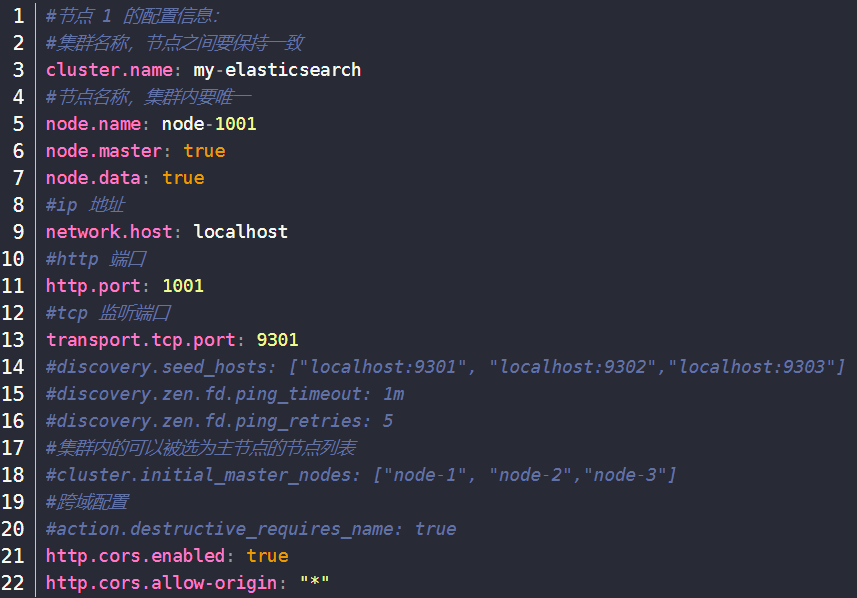 1 #节点 1 的配置信息:
2 #集群名称，节点之间要保持一致
3 cluster.name: my-elasticsearch
4 #节点名称，集群内要唯一
5 node.name: node-1001
6 node.master: true
7 node.data: true
8 #ip 地址
9 network.host: localhost
10 #http 端口
11 http.port: 1001
12 #tcp 监听端口
13 transport.tcp.port: 9301
14 #discovery.seed_hosts: ["localhost:9301", "localhost:9302","localhost:9303"]
15 #discovery.zen.fd.ping_timeout: 1m
16 #discovery.zen.fd.ping_retries: 5
17 #集群内的可以被选为主节点的节点列表
18 #cluster.initial_master_nodes: ["node-1", "node-2","node-3"]
19 #跨域配置
20 #action.destructive_requires_name: true
21 http.cors.enabled: true
22 http.cors.allow-origin: "*"